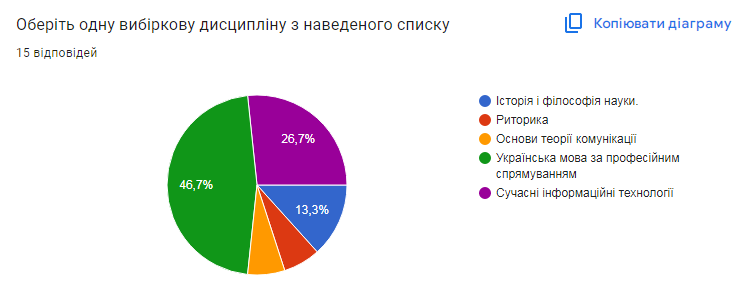 Оберіть одну вибіркову дисципліну з наведеного списку
Копіювати діаграму
15 відповідей
26,7%
46,7%
13,3%
Історія і філософія науки.
Риторика
Основи теорії комунікації
Українська мова за професійним
спрямуванням
Сучасні інформаційні технології